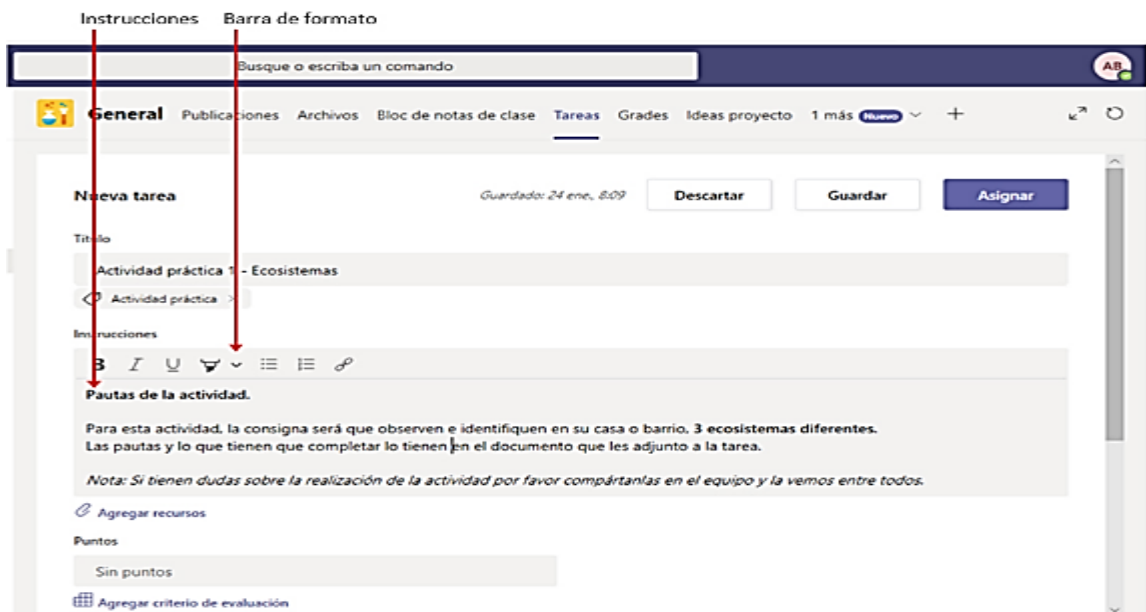 Instrucciones Barra de formato
Busque o escriba un comando
AB
General Publicaciones Archivos Bloc de notas de clase Tareas Grades Ideas proyecto 1 más Nuevo
Nueva tarea Guardado: 24 ene., 8:09 Descartar Guardar Asignar
Título
Actividad práctica 1 - Ecosistemas
Actividad práctica ×
Instrucciones
B I U
Pautas de la actividad.
Para esta actividad, la consigna será que observen e identifiquen en su casa o barrio, 3 ecosistemas diferentes.
Las pautas y lo que tienen que completar lo tienen en el documento que les adjunto a la tarea.
Nota: Si tienen dudas sobre la realización de la actividad por favor compártanlas en el equipo y la vemos entre todos.
Agregar recursos
Puntos
Sin puntos
Agregar criterio de evaluación